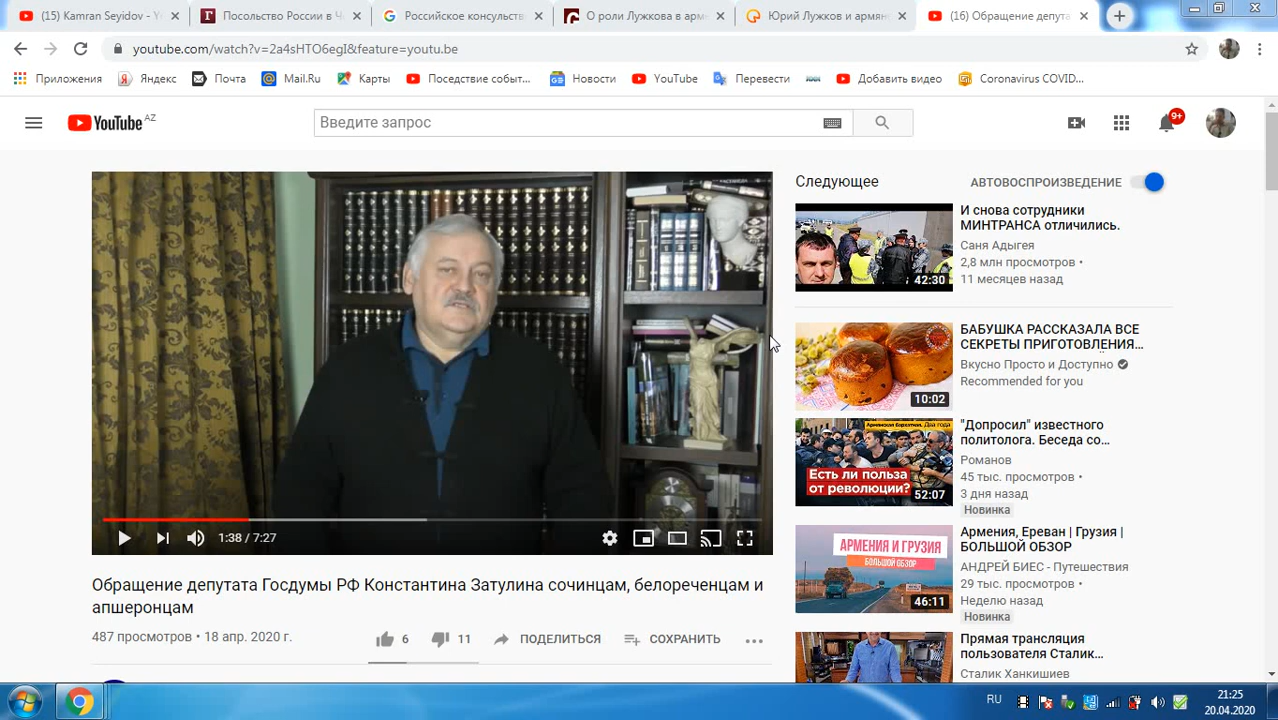 (15) Kamran Seyidov - Yo
Посольство России в Че
Российское консульств
О роли Лужкова в арме
Юрий Лужков и армян
(16) Обращение депута
youtube.com/watch?v=2a4sHTO6egI&feature=youtu.be
Приложения
Яндекс
Почта
Mail.Ru
Карты
Поседствие событ...
Новости
YouTube
Перевести
Добавить видео
Coronavirus COVID...
YouTube AZ
Введите запрос
9+
Следующее
АВТОВОСПРОИЗВЕДЕНИЕ
И снова сотрудники
МИНТРАНСА отличились.
Саня Адыгея
2,8 млн просмотров •
11 месяцев назад
42:30
БАБУШКА РАССКАЗАЛА ВСЕ
СЕКРЕТЫ ПРИГОТОВЛЕНИЯ...
Вкусно Просто и Доступно
Recommended for you
10:02
"Допросил" известного
политолога. Беседа со...
Романов
45 тыс. просмотров •
3 дня назад
Новинка
Есть ли польза
от революции?
52:07
Армения, Ереван | Грузия |
БОЛЬШОЙ ОБЗОР
АНДРЕЙ БИЕС - Путешествия
29 тыс. просмотров •
Неделю назад
Новинка
АРМЕНИЯ И ГРУЗИЯ
БОЛЬШОЙ ОБЗОР
46:11
Прямая трансляция
пользователя Сталик...
Сталик Ханкишиев
1:38 / 7:27
Обращение депутата Госдумы РФ Константина Затулина сочинцам, белореченцам и
апшеронцам
487 просмотров • 18 апр. 2020 г.
6
11
ПОДЕЛИТЬСЯ
СОХРАНИТЬ
RU
21:25
20.04.2020